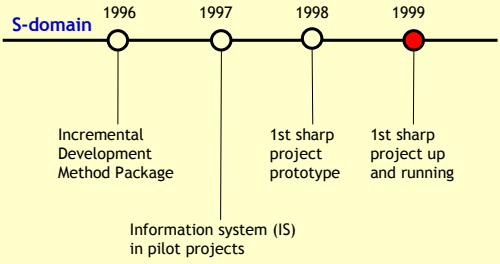 S-domain
1996
1997
1998
1999
Incremental
Development
Method Package
1st sharp
project
prototype
1st sharp
project up
and running
Information system (IS)
in pilot projects